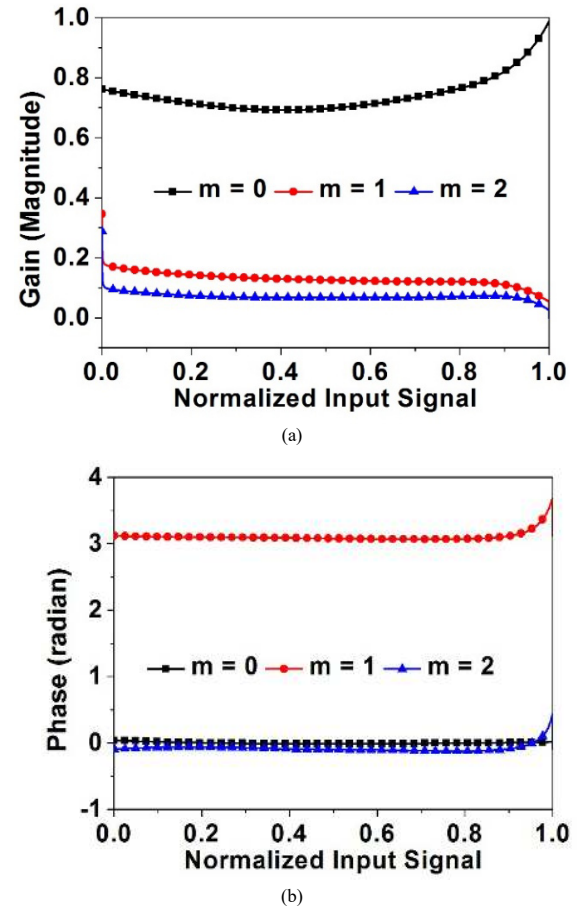 1.0
0.8
0.6
0.4
0.2
0.0
Gain (Magnitude)
m = 0 m = 1 m = 2
0.0 0.2 0.4 0.6 0.8 1.0
Normalized Input Signal
(a)
4
3
2
1
0
-1
Phase (radian)
m = 0 m = 1 m = 2
0.0 0.2 0.4 0.6 0.8 1.0
Normalized Input Signal
(b)